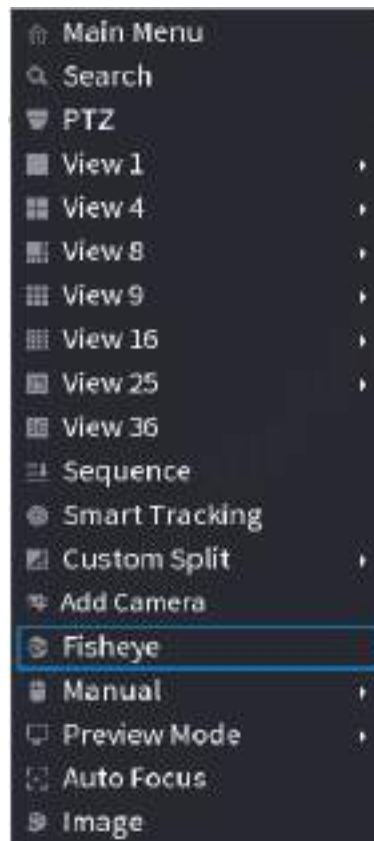 Main Menu
Search
PTZ
View 1
View 4
View 8
View 9
View 16
View 25
View 36
Sequence
Smart Tracking
Custom Split
Add Camera
Fisheye
Manual
Preview Mode
Auto Focus
Image